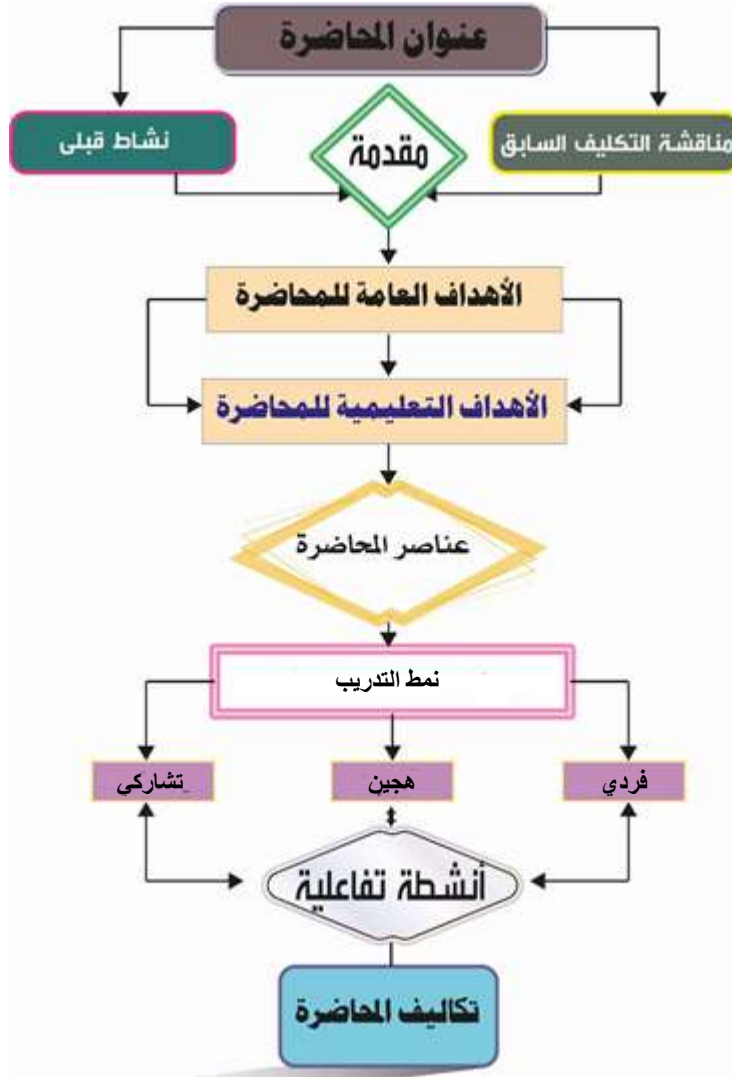 عنوان المحاضرة
مناقشة التكليف السابق
مقدمة
نشاط قبلى
الأهداف العامة للمحاضرة
الأهداف التعليمية للمحاضرة
عناصر المحاضرة
نمط التدريب
فردي
هجين
تشاركى
أنشطة تفاعلية
تكاليف المحاضرة